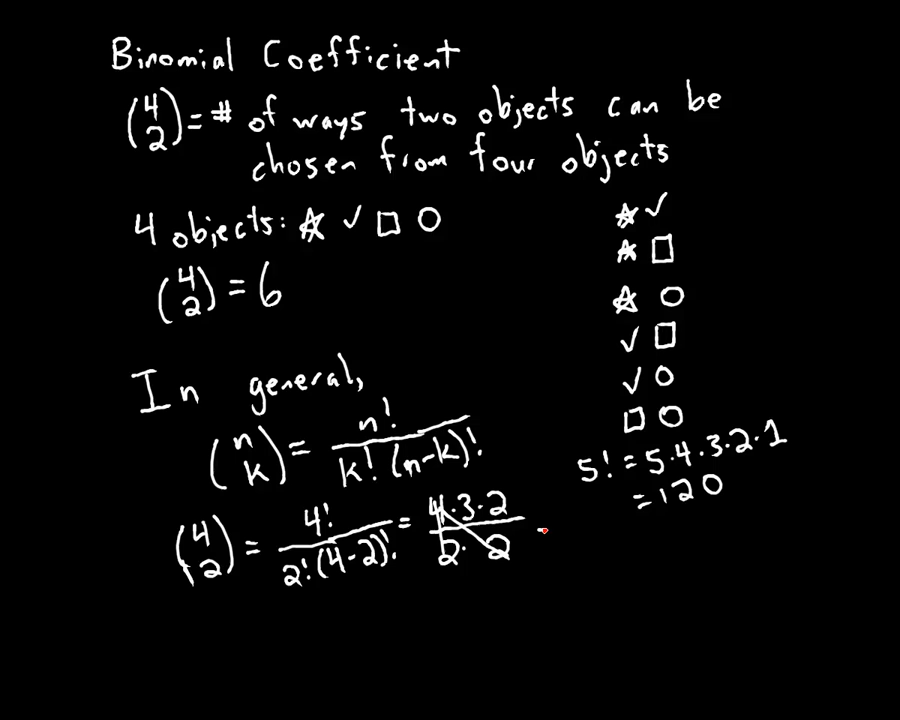 Binomial Coefficient
(4 2) = # of ways two objects can be
chosen from four objects
4 objects: ☆ ✓ □ ○
(4 2) = 6
☆ ✓
☆ □
☆ ○
✓ □
✓ ○
□ ○
In general,
(n k) = n! / k! (n-k)!
5! = 5·4·3·2·1
= 120
(4 2) = 4! / 2! (4-2)! = 4·3·2 / 2· 2 =